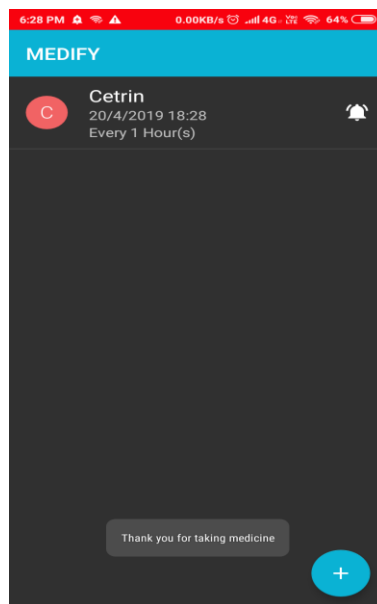 6:28 PM 0.00KB/s 4G 64%
MEDIFY
C
Cetrin
20/4/2019 18:28
Every 1 Hour(s)
Thank you for taking medicine
+